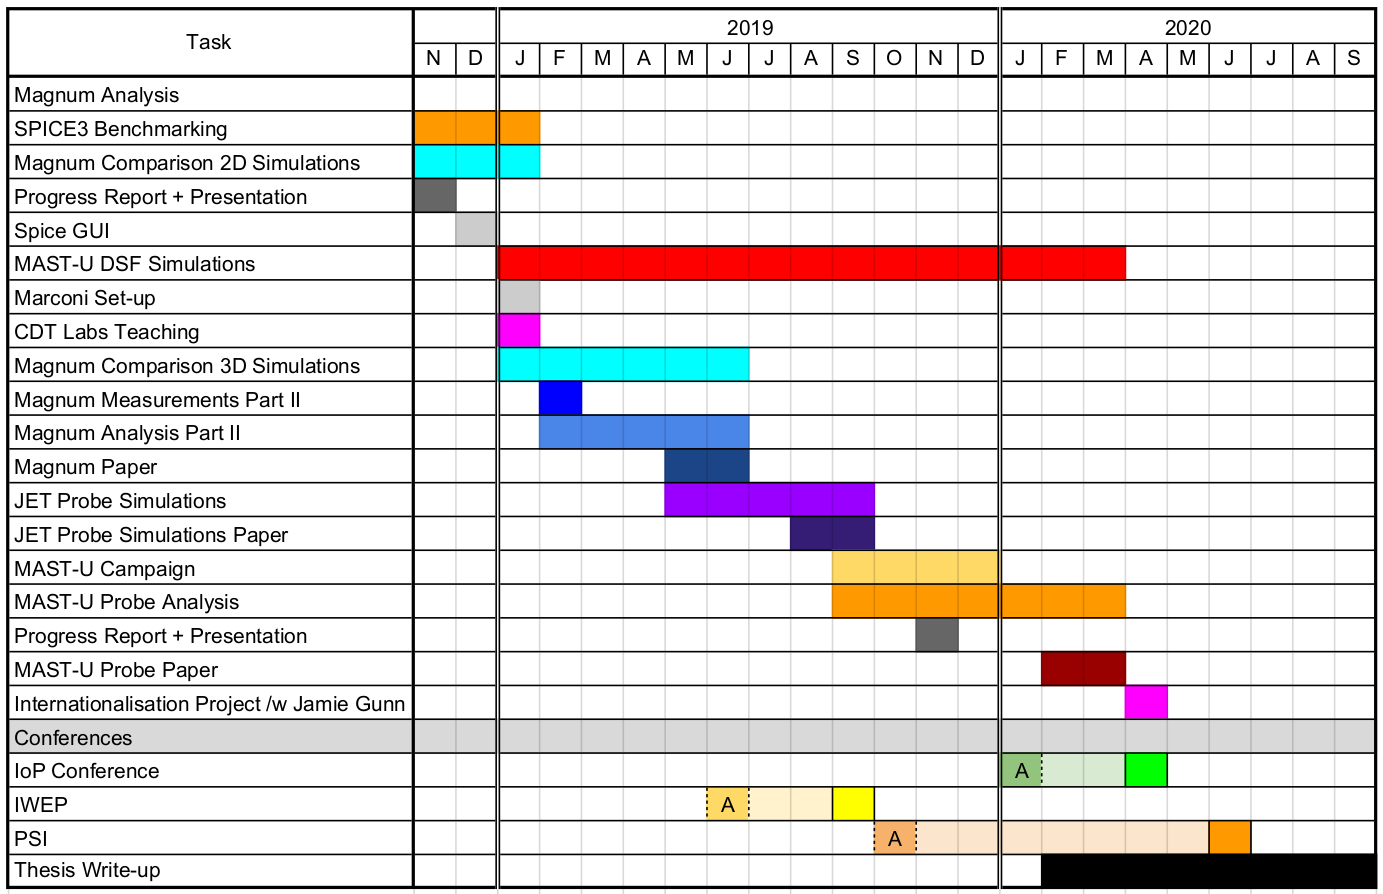 Task
2019
2020
N D J F M A M J J A S O N D J F M A M J J A S
Magnum Analysis
SPICE3 Benchmarking
Magnum Comparison 2D Simulations
Progress Report + Presentation
Spice GUI
MAST-U DSF Simulations
Marconi Set-up
CDT Labs Teaching
Magnum Comparison 3D Simulations
Magnum Measurements Part II
Magnum Analysis Part II
Magnum Paper
JET Probe Simulations
JET Probe Simulations Paper
MAST-U Campaign
MAST-U Probe Analysis
Progress Report + Presentation
MAST-U Probe Paper
Internationalisation Project /w Jamie Gunn
Conferences
IoP Conference A
IWEP A
PSI A
Thesis Write-up